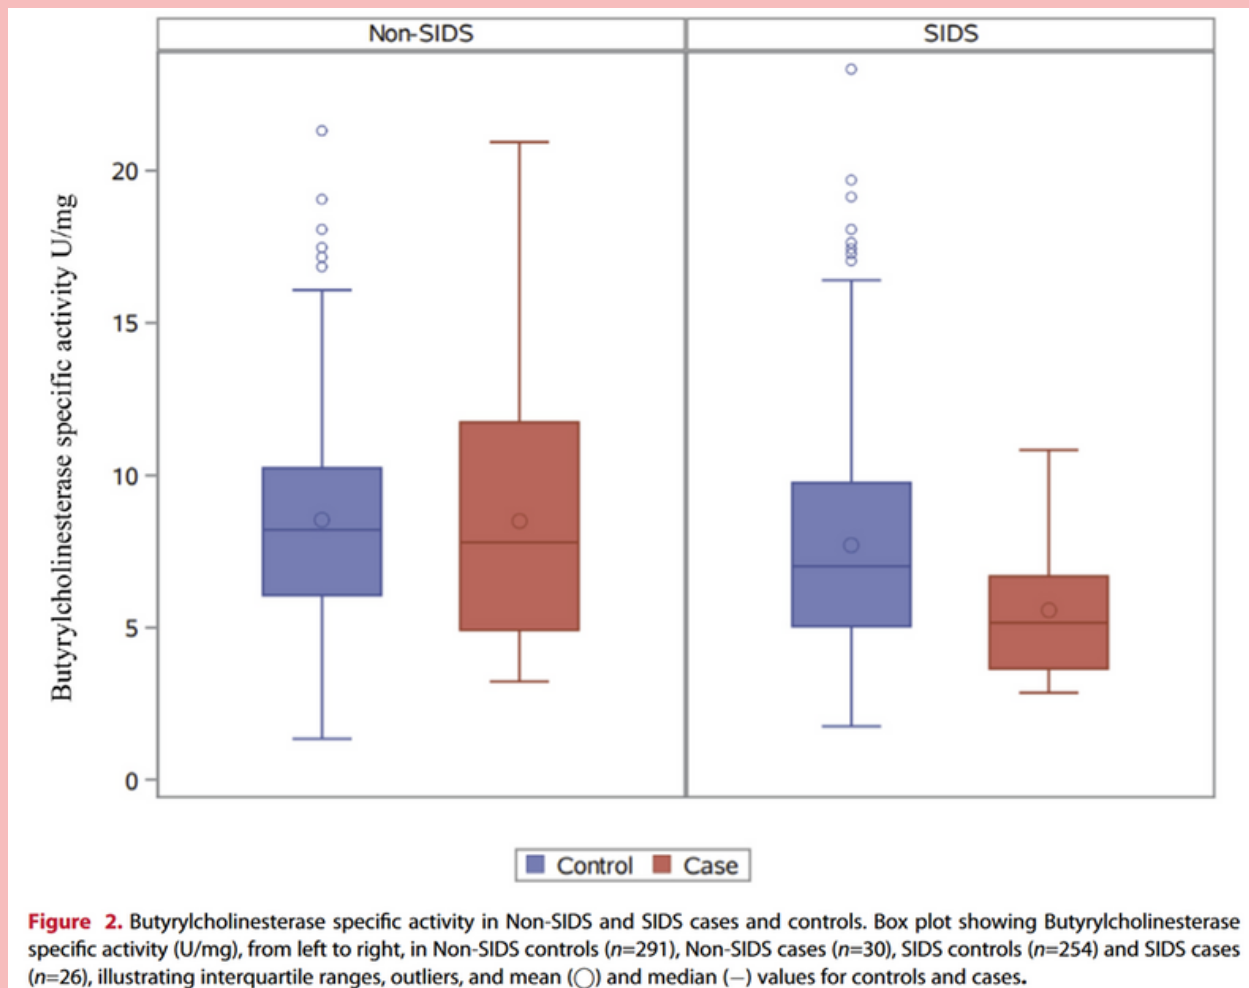 Non-SIDS
SIDS
Butyrylcholinesterase specific activity U/mg
20
15
10
5
0
Control
Case
Figure 2. Butyrylcholinesterase specific activity in Non-SIDS and SIDS cases and controls. Box plot showing Butyrylcholinesterase
specific activity (U/mg), from left to right, in Non-SIDS controls (n=291), Non-SIDS cases (n=30), SIDS controls (n=254) and SIDS cases
(n=26), illustrating interquartile ranges, outliers, and mean (○) and median (−) values for controls and cases.